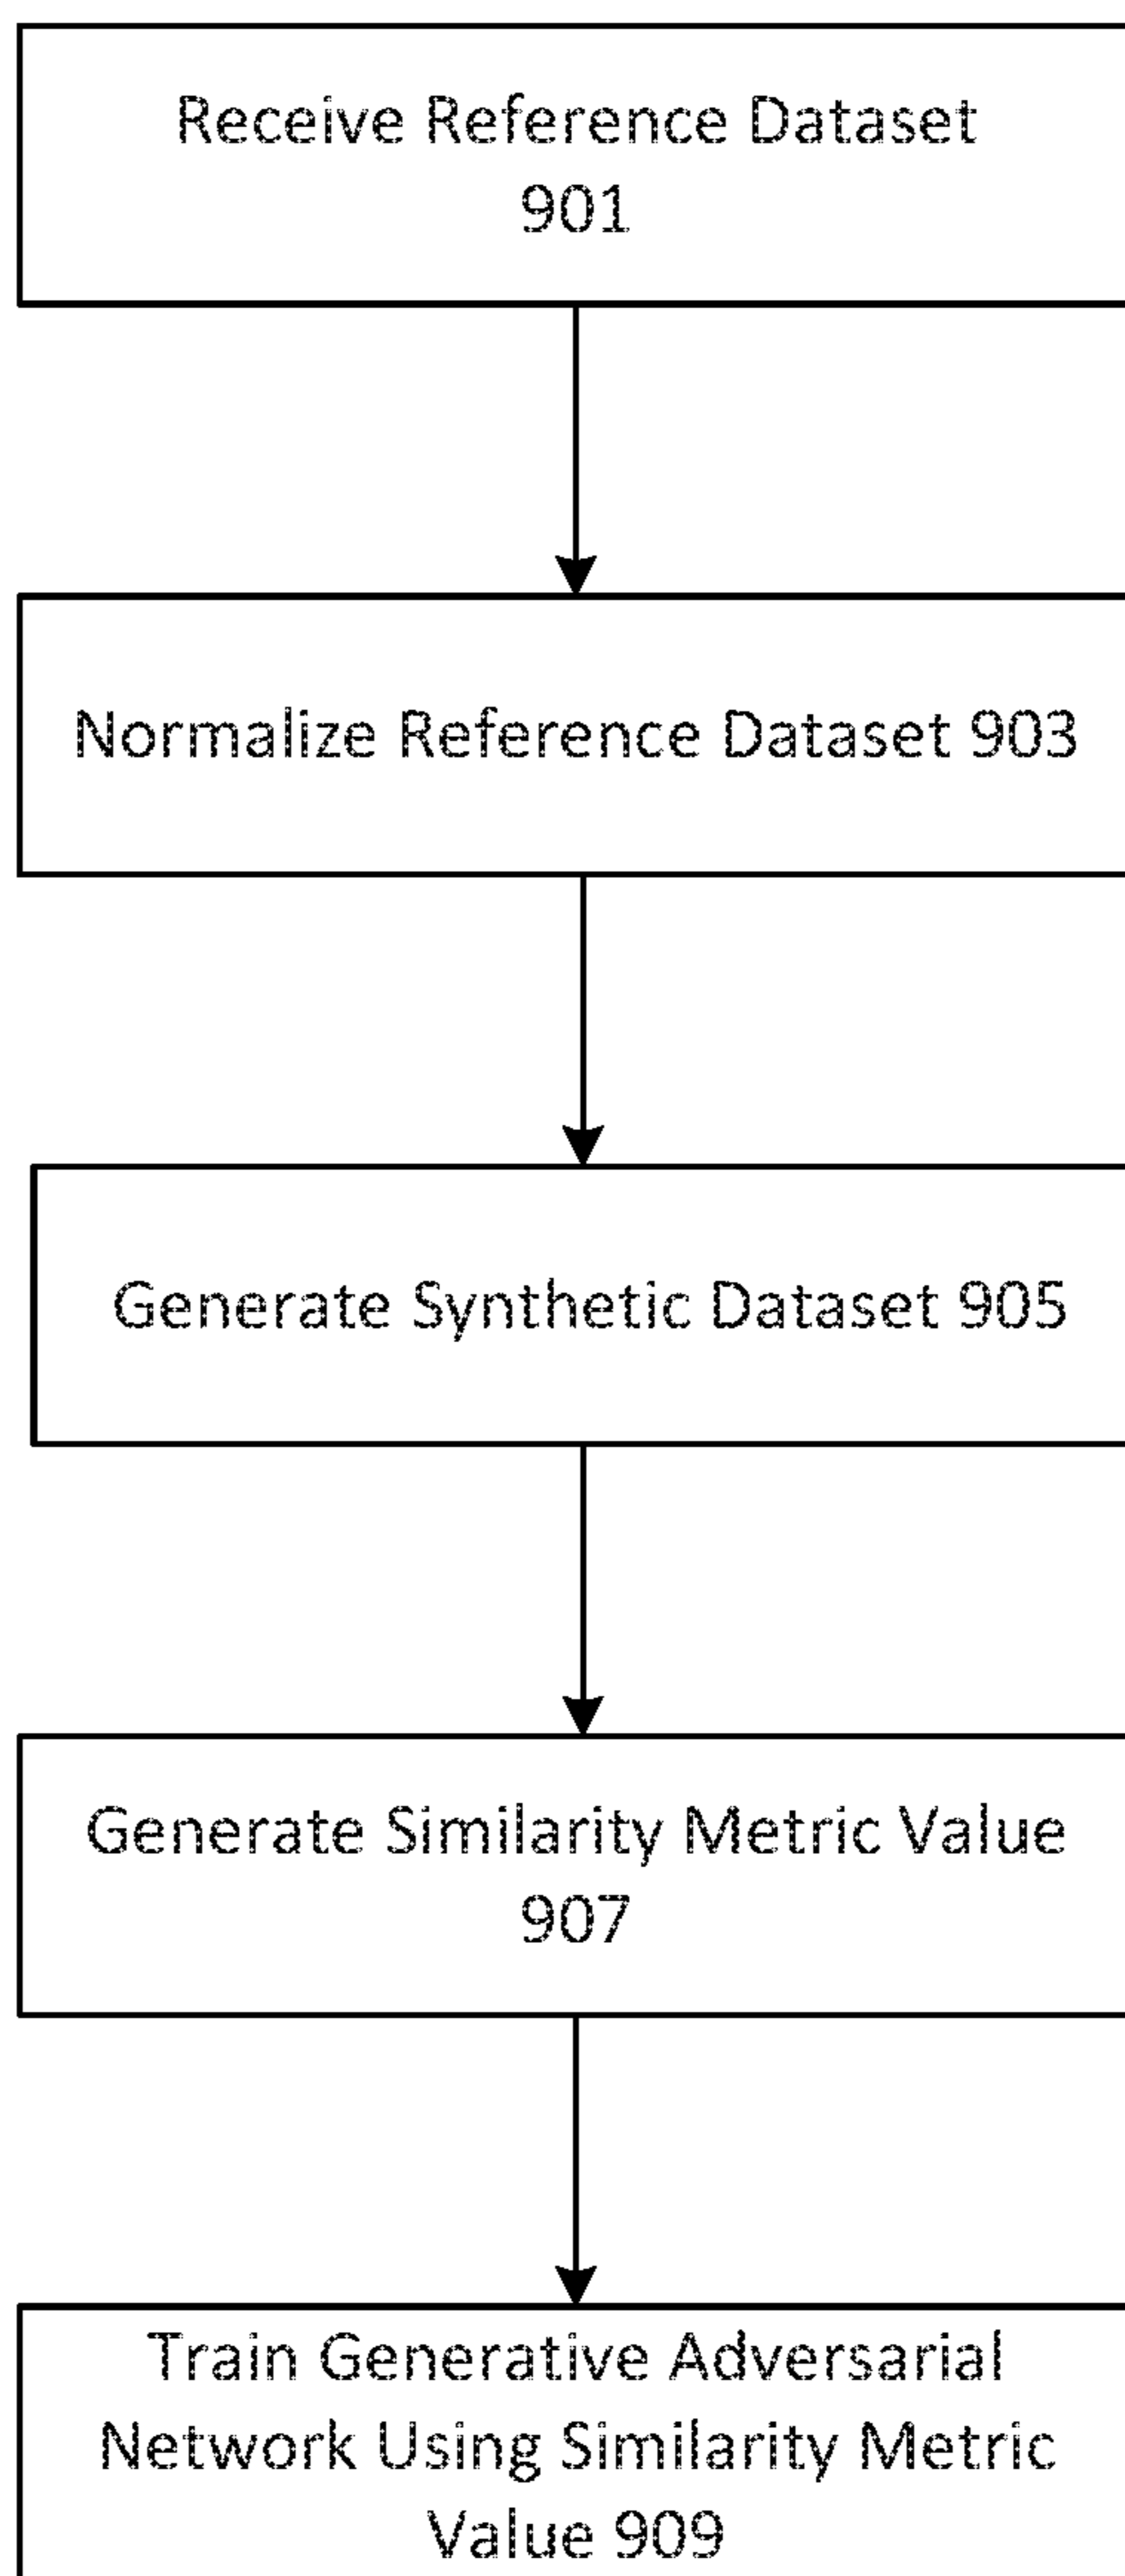 Receive Reference Dataset
901
Normalize Reference Dataset 903
Generate Synthetic Dataset 905
Generate Similarity Metric Value
907
Train Generative Adversarial
Network Using Similarity Metric
Value 909